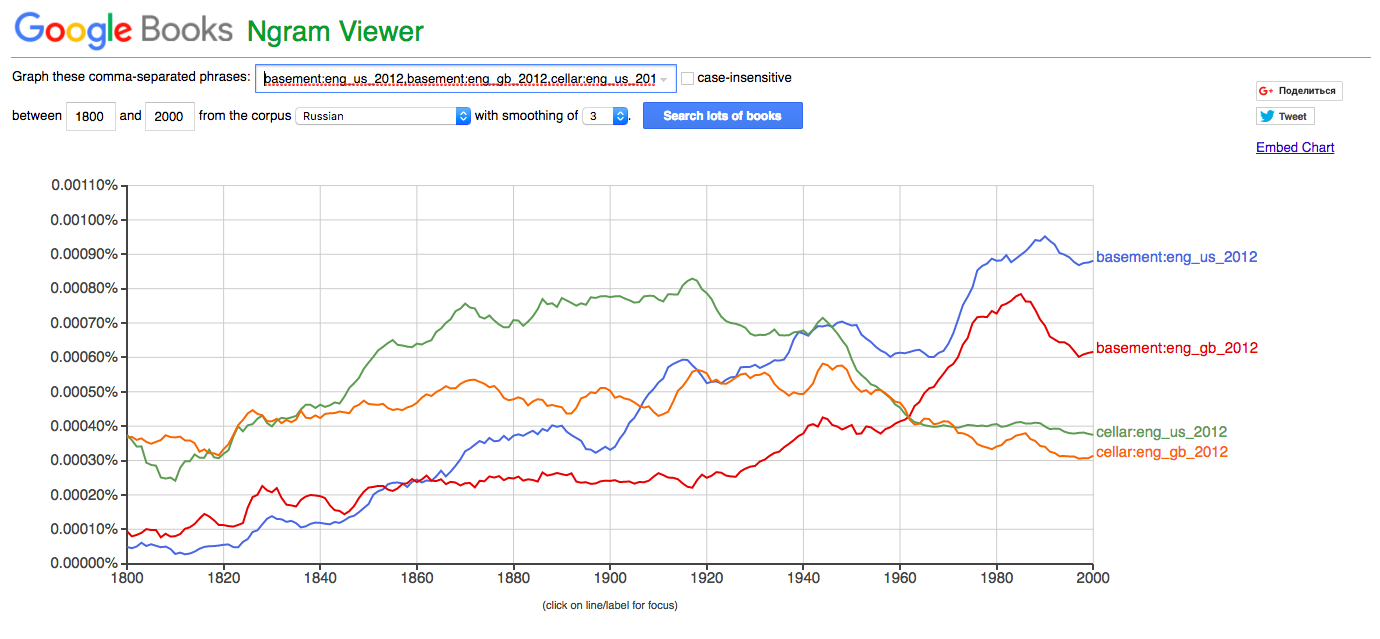 Google Books Ngram Viewer
Graph these comma-separated phrases: basement:eng_us_2012,basement:eng_gb_2012,cellar:eng_us_201 case-insensitive
between 1800 and 2000 from the corpus Russian with smoothing of 3 . Search lots of books
G+ Поделиться
Tweet
Embed Chart
0.00110%
0.00100%
0.00090%
0.00080%
0.00070%
0.00060%
0.00050%
0.00040%
0.00030%
0.00020%
0.00010%
0.00000%
basement:eng_us_2012
basement:eng_gb_2012
cellar:eng_us_2012
cellar:eng_gb_2012
1800 1820 1840 1860 1880 1900 1920 1940 1960 1980 2000
(click on line/label for focus)